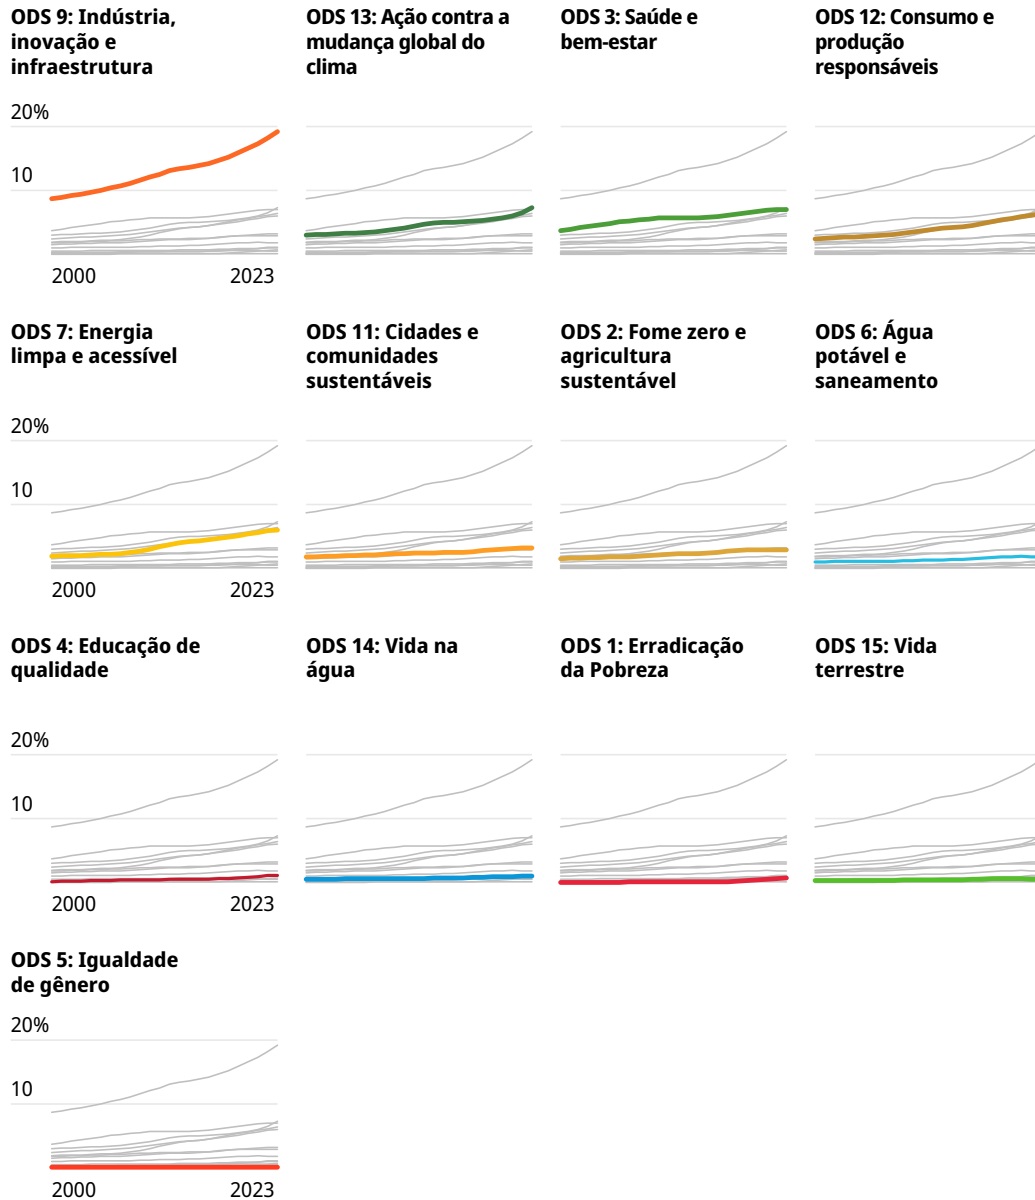 ODS 9: Indústria,
inovação e
infraestrutura
20%
10
2000
2023
ODS 13: Ação contra a
mudança global do
clima
ODS 3: Saúde e
bem-estar
ODS 12: Consumo e
produção
responsáveis
ODS 7: Energia
limpa e acessível
20%
10
2000
2023
ODS 11: Cidades e
comunidades
sustentáveis
ODS 2: Fome zero e
agricultura
sustentável
ODS 6: Água
potável e
saneamento
ODS 4: Educação de
qualidade
20%
10
2000
2023
ODS 14: Vida na
água
ODS 1: Erradicação
da Pobreza
ODS 15: Vida
terrestre
ODS 5: Igualdade
de gênero
20%
10
2000
2023